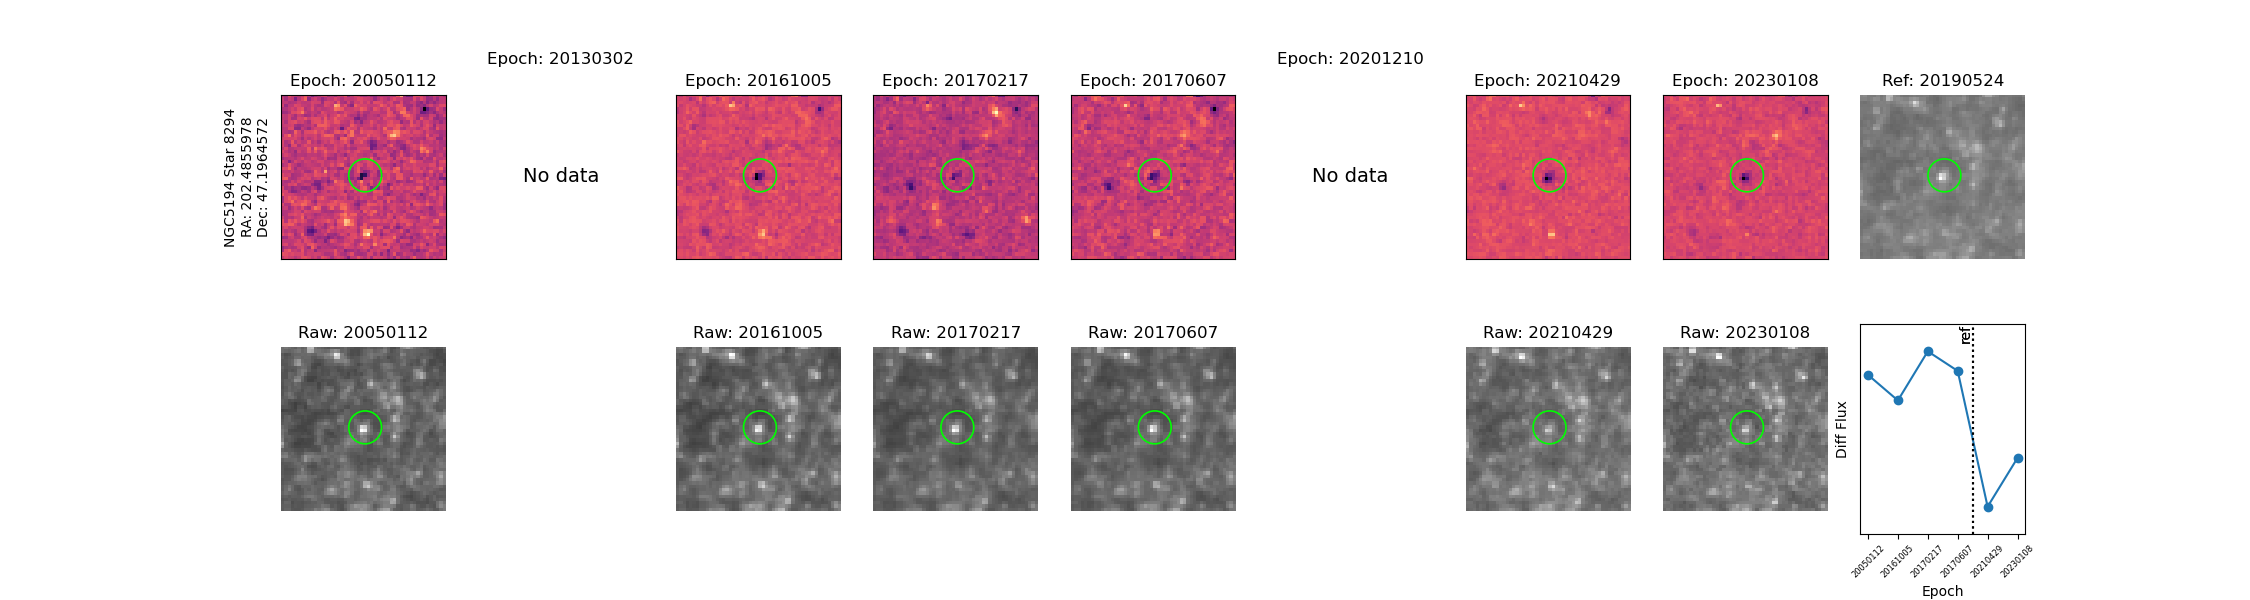 Epoch: 20130302
Epoch: 20201210
Epoch: 20050112
Epoch: 20161005
Epoch: 20170217
Epoch: 20170607
Epoch: 20210429
Epoch: 20230108
Ref: 20190524
NGC5194 Star 8294
RA: 202.4855978
Dec: 47.1964572
No data
No data
Raw: 20050112
Raw: 20161005
Raw: 20170217
Raw: 20170607
Raw: 20210429
Raw: 20230108
ref
Diff Flux
20050112
20161005
20170217
20170607
20210429
20230108
Epoch